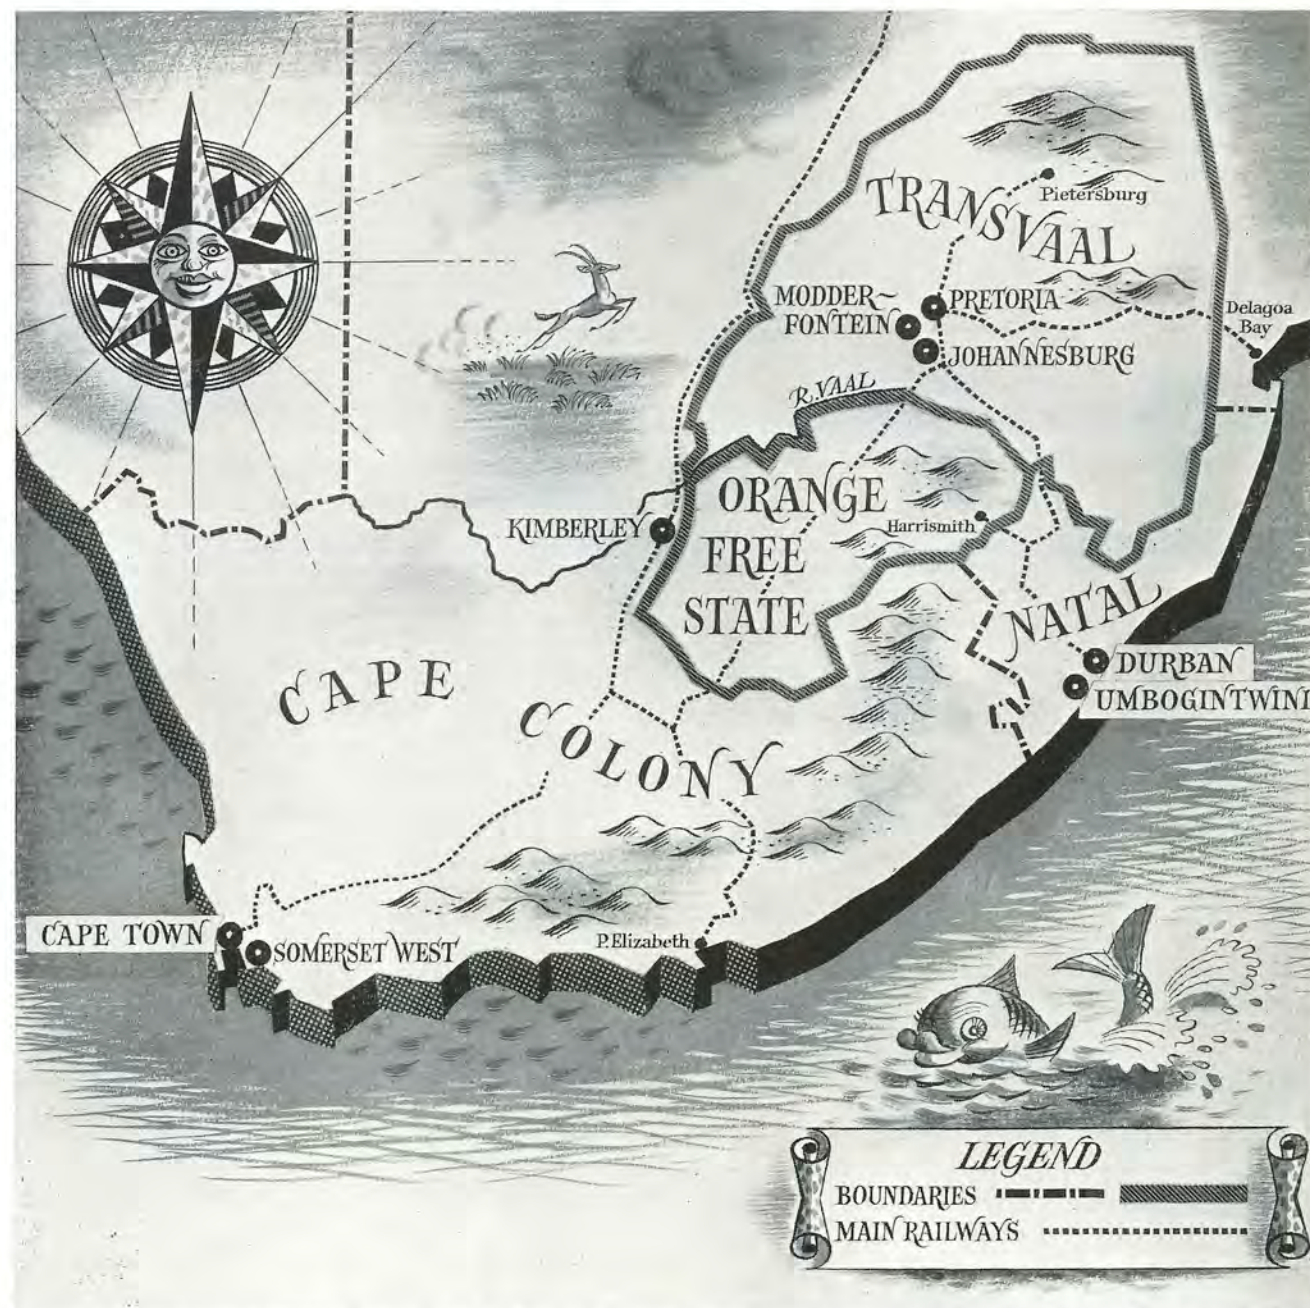 TRANSVAAL
Pietersburg
MODDER-
FONTEIN
PRETORIA
JOHANNESBURG
Delagoa
Bay
R. VAAL
ORANGE
FREE
STATE
Harrismith
KIMBERLEY
NATAL
DURBAN
UMBOGINTWINI
CAPE
COLONY
CAPE TOWN
SOMERSET WEST
P. Elizabeth
LEGEND
BOUNDARIES
MAIN RAILWAYS